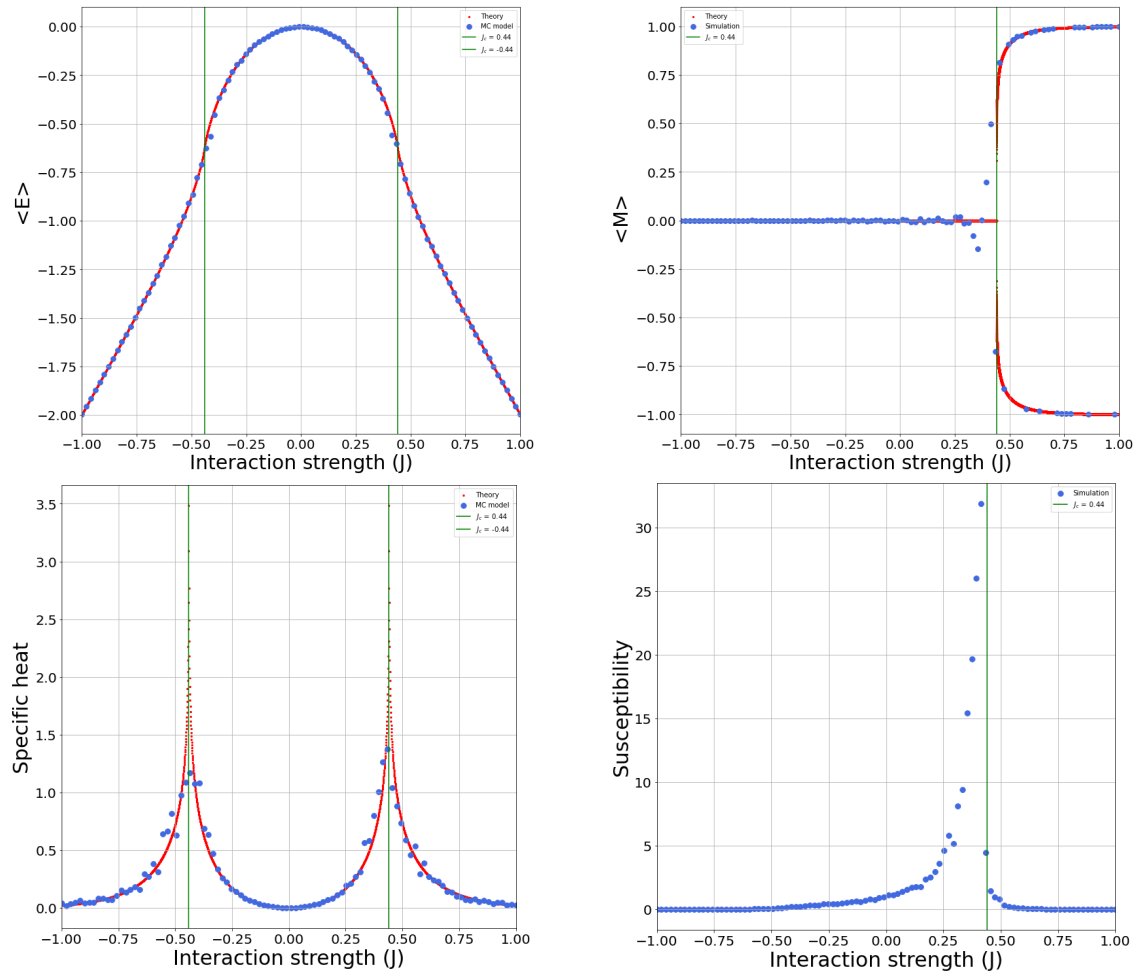 0.00
−0.25
−0.50
−0.75
−1.00
−1.25
−1.50
−1.75
−2.00
<E>
Theory
MC model
Jc = 0.44
Jc = -0.44
−1.00 −0.75 −0.50 −0.25 0.00 0.25 0.50 0.75 1.00
Interaction strength (J)
1.00
0.75
0.50
0.25
0.00
−0.25
−0.50
−0.75
−1.00
<M>
Theory
Simulation
Jc = 0.44
−1.00 −0.75 −0.50 −0.25 0.00 0.25 0.50 0.75 1.00
Interaction strength (J)
3.5
3.0
2.5
2.0
1.5
1.0
0.5
0.0
Specific heat
Theory
MC model
Jc = 0.44
Jc = -0.44
−1.00 −0.75 −0.50 −0.25 0.00 0.25 0.50 0.75 1.00
Interaction strength (J)
30
25
20
15
10
5
0
Susceptibility
Simulation
Jc = 0.44
−1.00 −0.75 −0.50 −0.25 0.00 0.25 0.50 0.75 1.00
Interaction strength (J)